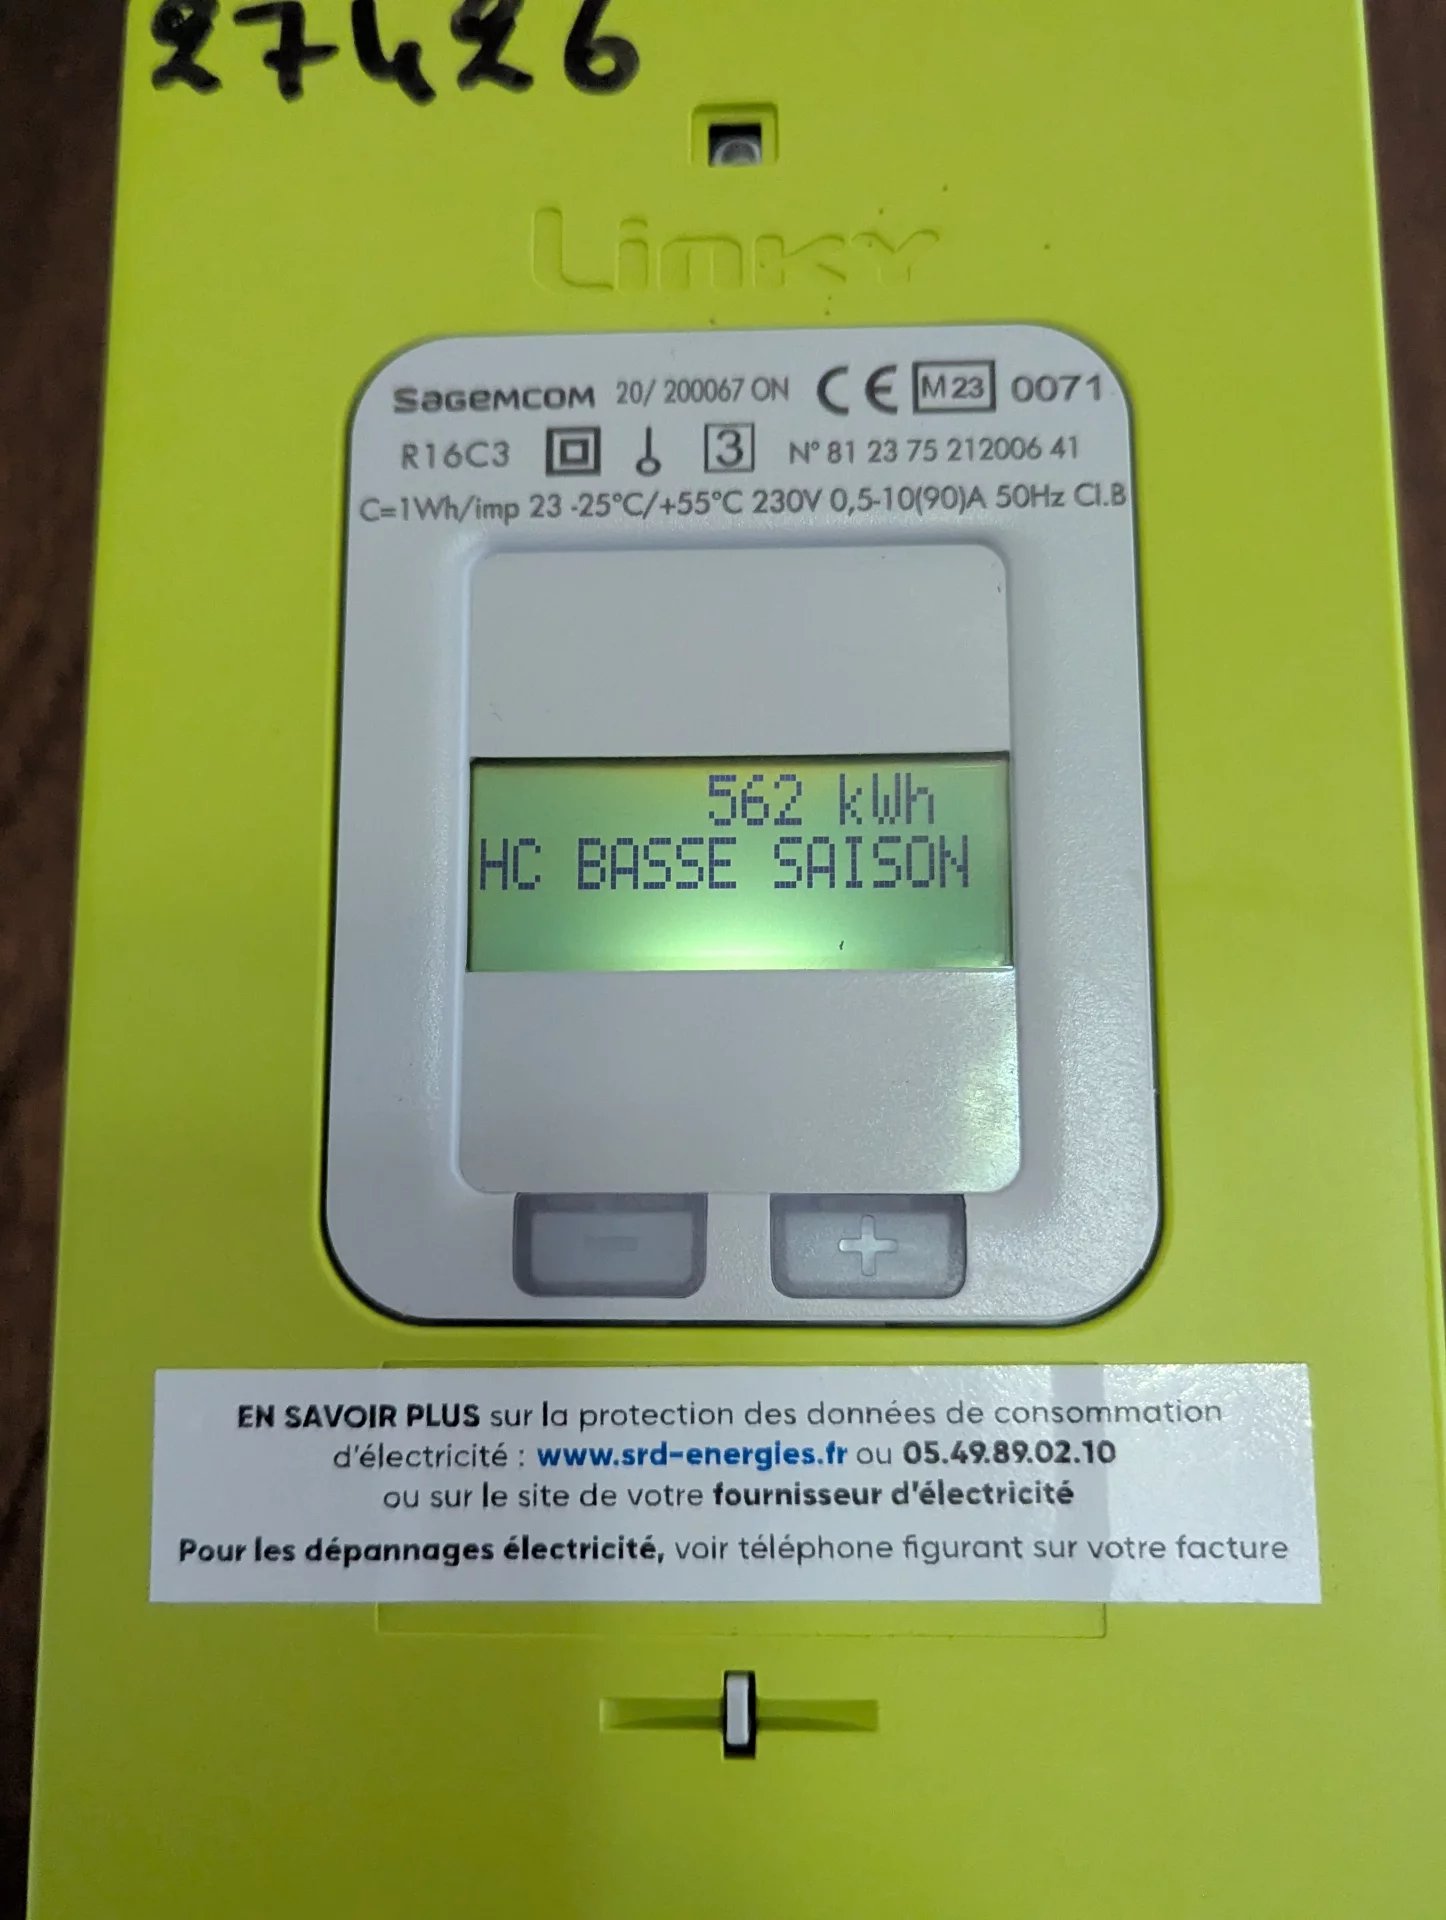 27426
Linky
SAGEMCOM 20/ 200067 ON CE M23 0071
R16C3 3 N° 81 23 75 212006 41
C=1Wh/imp 23 -25°C/+55°C 230V 0,5-10(90)A 50Hz Cl.B
562 kWh
HC BASSE SAISON
- +
EN SAVOIR PLUS sur la protection des données de consommation
d'électricité : www.srd-energies.fr ou 05.49.89.02.10
ou sur le site de votre fournisseur d'électricité
Pour les dépannages électricité, voir téléphone figurant sur votre facture